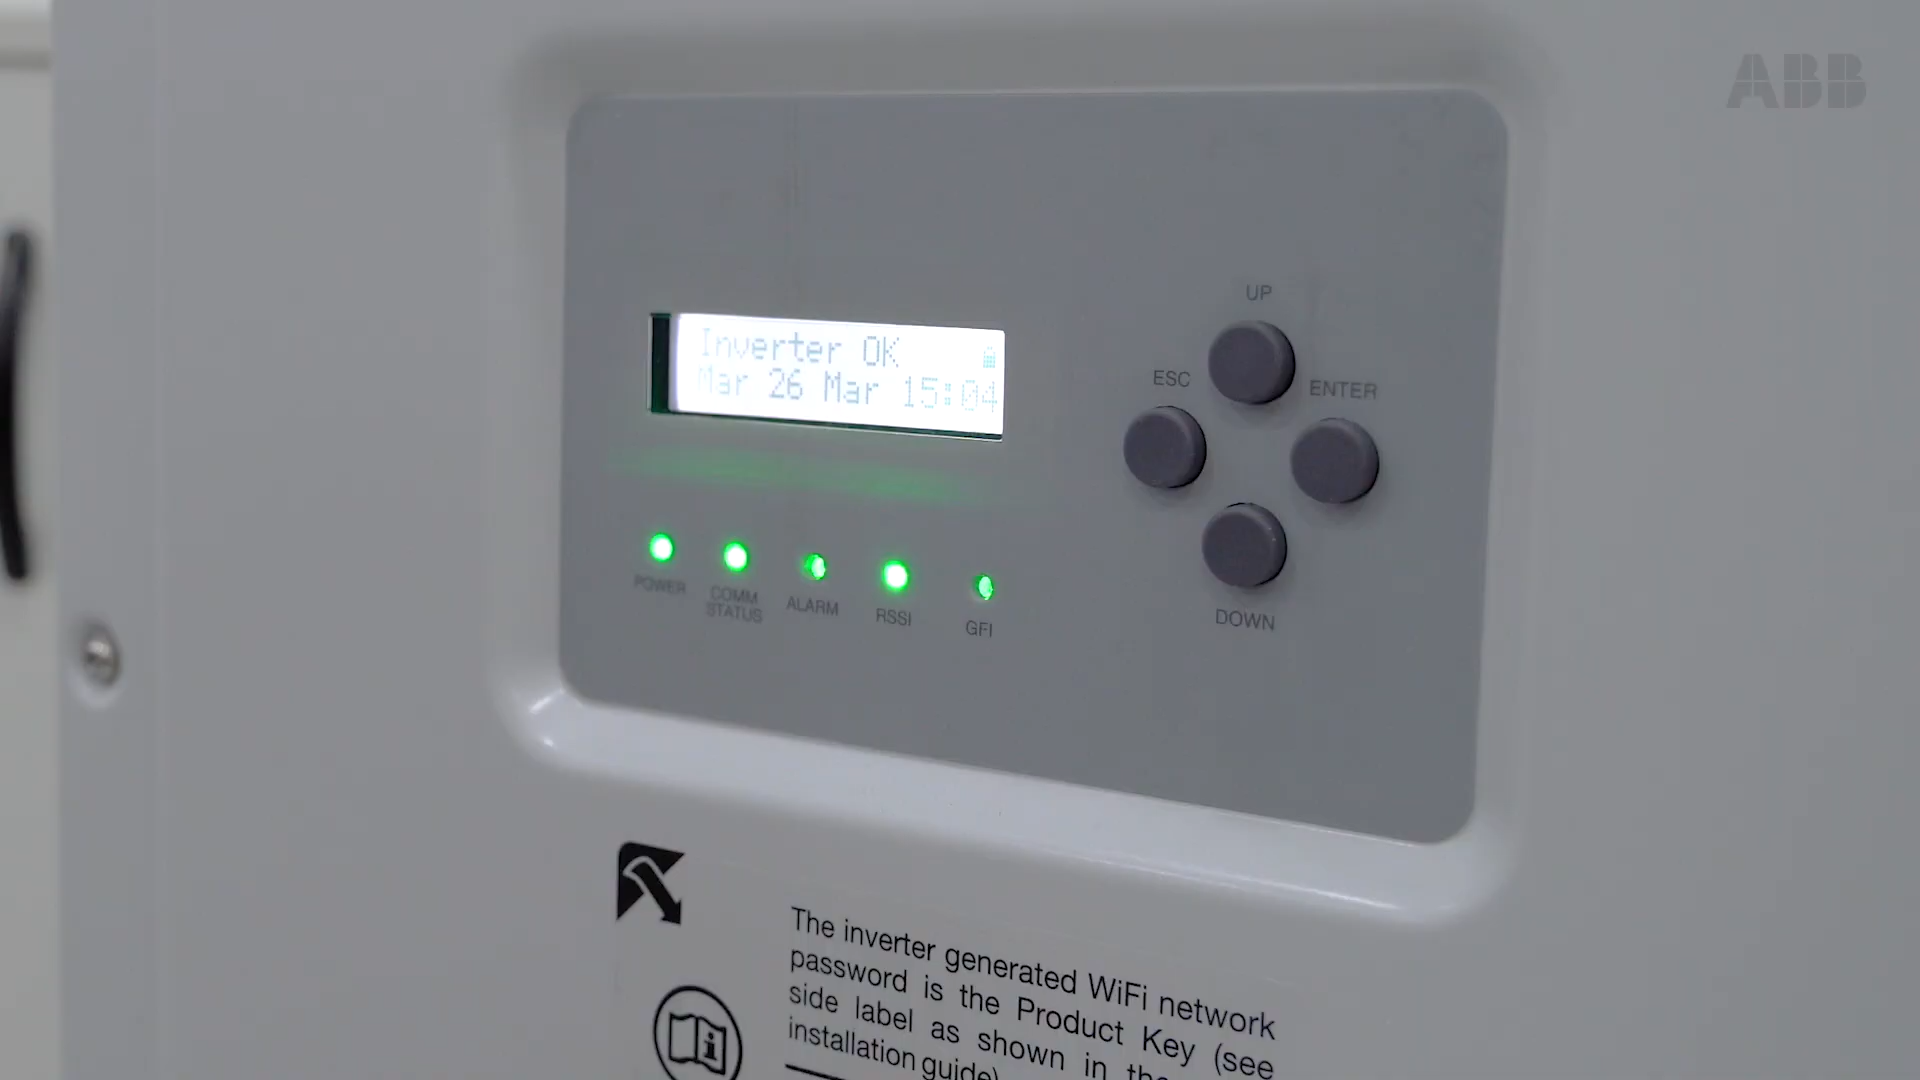 ABB
Inverter OK
Mar 26 Mar 15:04
UP
ESC
ENTER
DOWN
POWER
COMM
STATUS
ALARM
RSSI
GFI
The inverter generated WiFi network
password is the Product Key (see
side label as shown in the
installation guide)